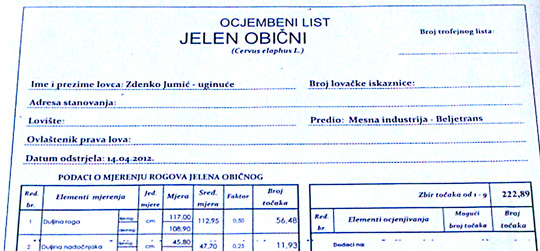 OCJEMBENI LIST
JELEN OBIČNI
(Cervus elaphus L.)
Broj trofejnog lista:
Ime i prezime lovca: Zdenko Jumić - uginuće
Broj lovačke iskaznice:
Adresa stanovanja:
Lovište:
Predio: Mesna industrija - Beljetrans
Ovlaštenik prava lova:
Datum odstrjela: 14.04.2012.
PODACI O MJERENJU ROGOVA JELENA OBIČNOG
Red. br. Elementi mjerenja Jed. mjere Mjera Sred. mjera Faktor Broj točaka
1 Duljina roga cm 117,00 108,90 112,95 0,50 56,48
2 Duljina nadočnjaka cm 45,80 47,70 0,25 11,93
Zbir točaka od 1 - 9 222,89
Red. br. Elementi ocjenjivanja Mogući broj točaka Broj točaka
Dodaci na: